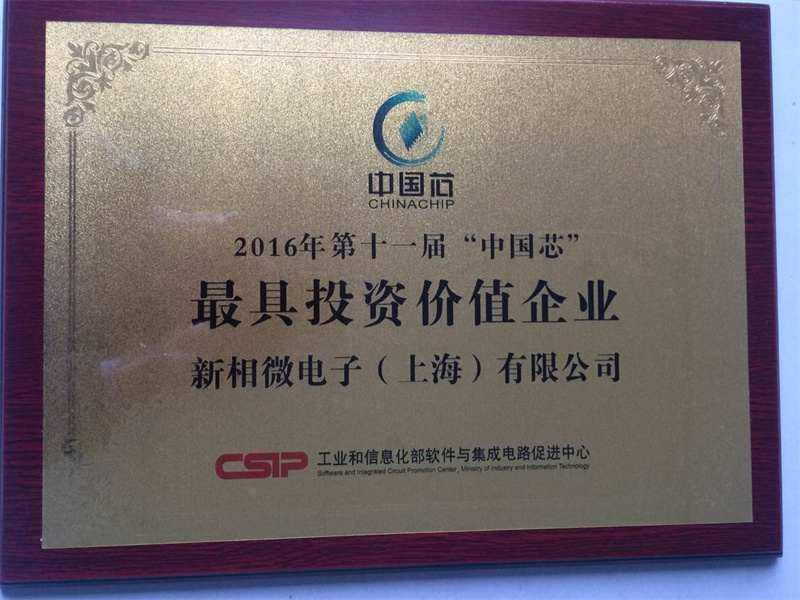 中国芯
CHINACHIP
2016年第十一届“中国芯”
最具投资价值企业
新相微电子（上海）有限公司
CSIP 工业和信息化部软件与集成电路促进中心
Software and Integrated Circuit Promotion Center, Ministry of Industry and Information Technology